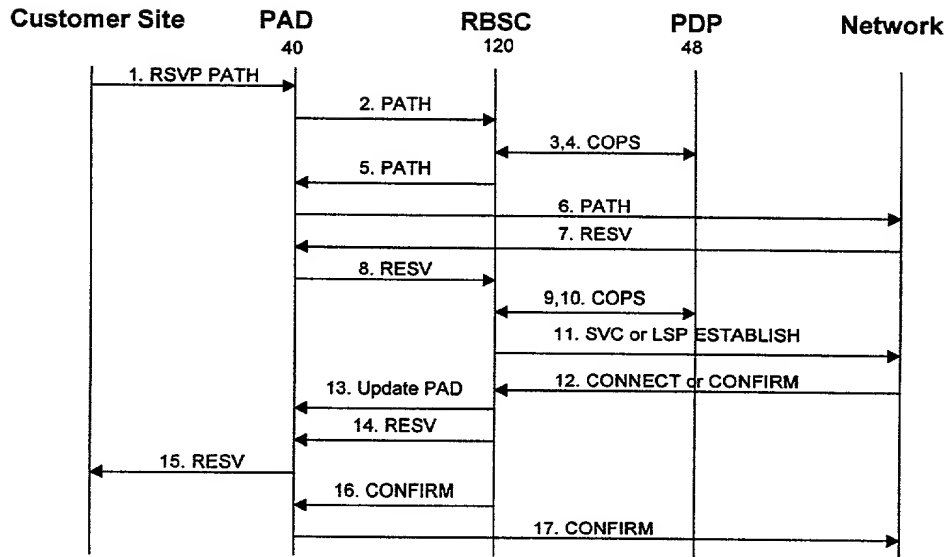 Customer Site PAD RBSC PDP Network
40 120 48
1. RSVP PATH
2. PATH
3,4. COPS
5. PATH
6. PATH
7. RESV
8. RESV
9,10. COPS
11. SVC or LSP ESTABLISH
12. CONNECT or CONFIRM
13. Update PAD
14. RESV
15. RESV
16. CONFIRM
17. CONFIRM